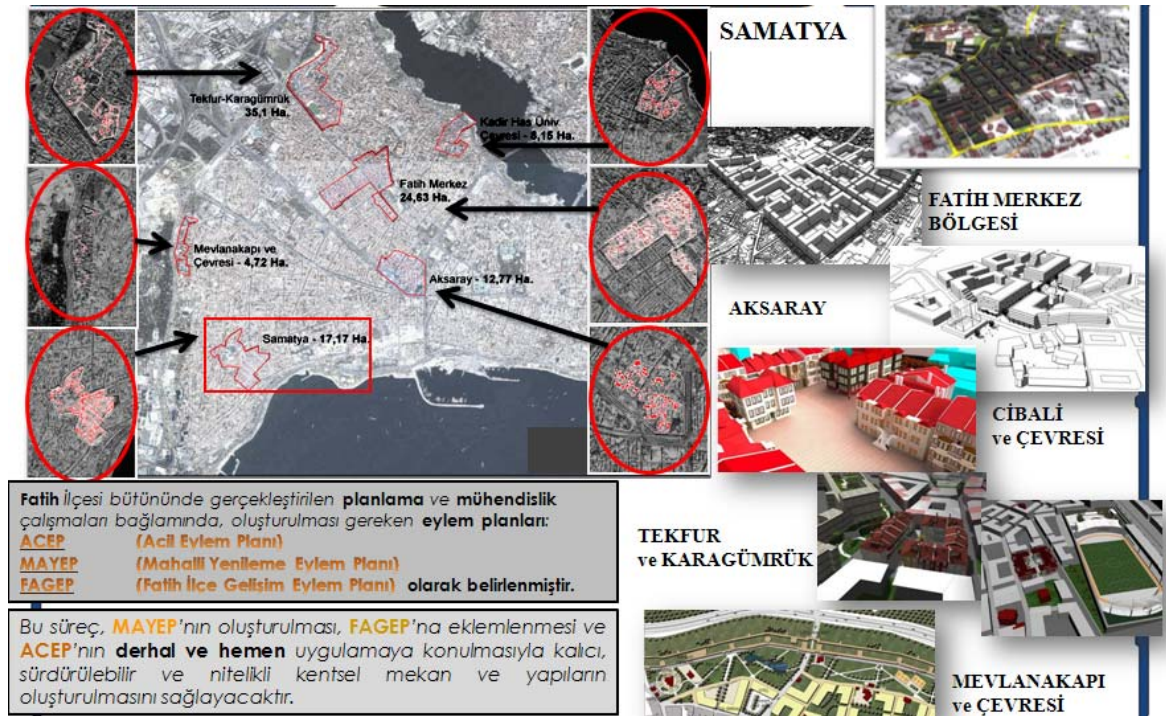 Tekfur-Karagümrük
35,1 Ha.
Kadir Has Üniv.
Çevresi - 8,15 Ha.
Fatih Merkez
24,63 Ha.
Mevlanakapı ve
Çevresi - 4,72 Ha.
Aksaray - 12,77 Ha.
Samatya - 17,17 Ha.
SAMATYA
FATİH MERKEZ
BÖLGESİ
AKSARAY
CİBALİ
ve ÇEVRESİ
TEKFUR
ve KARAGÜMRÜK
MEVLANAKAPI
ve ÇEVRESİ
Fatih İlçesi bütününde gerçekleştirilen planlama ve mühendislik
çalışmaları bağlamında, oluşturulması gereken eylem planları:
ACEP (Acil Eylem Planı)
MAYEP (Mahalli Yenileme Eylem Planı)
FAGEP (Fatih İlçe Gelişim Eylem Planı) olarak belirlenmiştir.
Bu süreç, MAYEP'nın oluşturulması, FAGEP'na eklemlenmesi ve
ACEP'nın derhal ve hemen uygulamaya konulmasıyla kalıcı,
sürdürülebilir ve nitelikli kentsel mekan ve yapıların
oluşturulmasını sağlayacaktır.